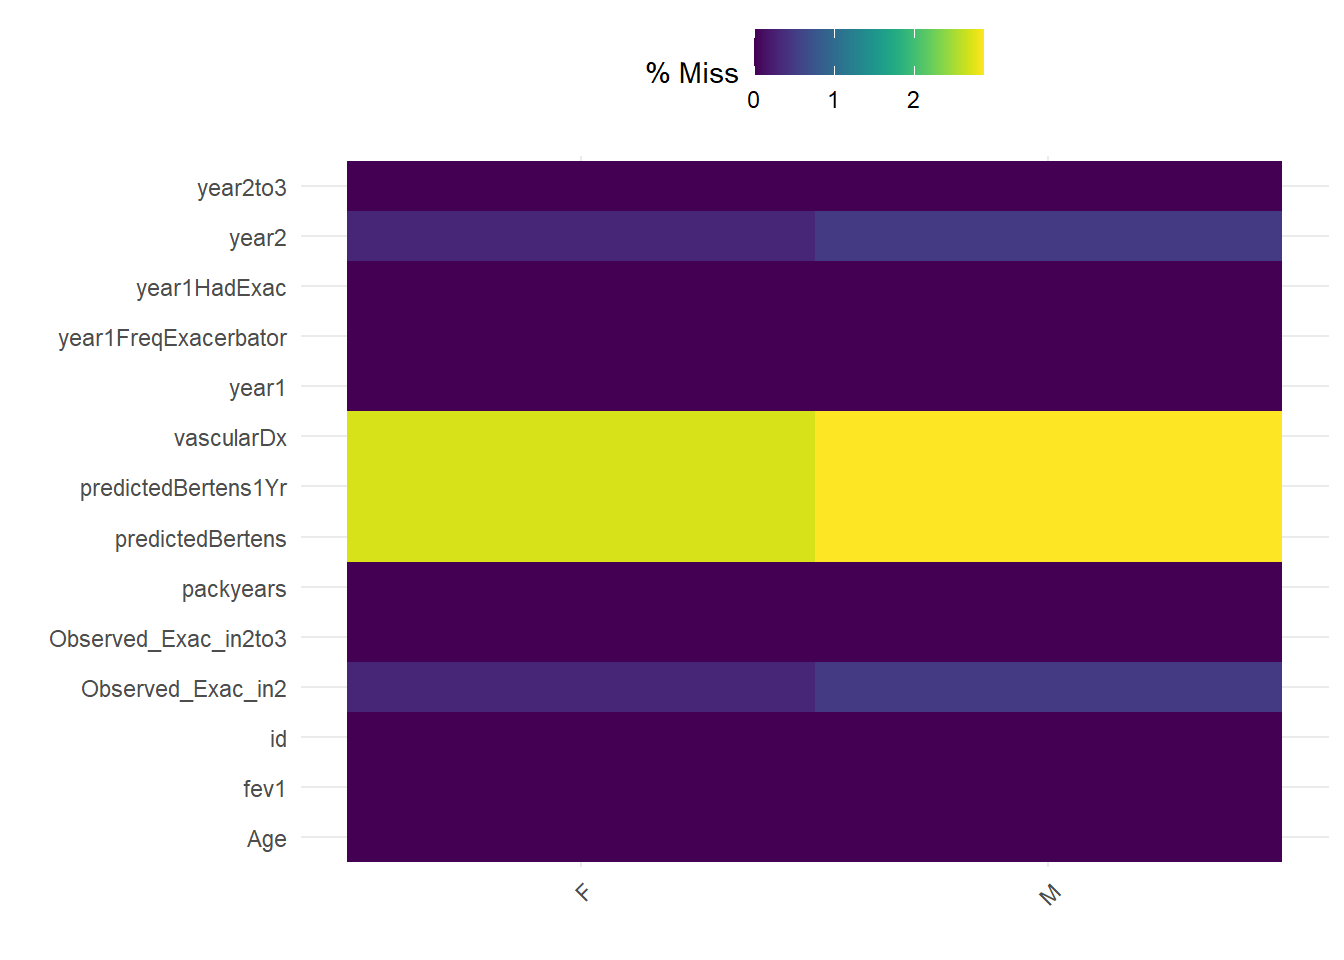 % Miss
0 1 2
year2to3
year2
year1HadExac
year1FreqExacerbator
year1
vascularDx
predictedBertens1Yr
predictedBertens
packyears
Observed_Exac_in2to3
Observed_Exac_in2
id
fev1
Age
F M